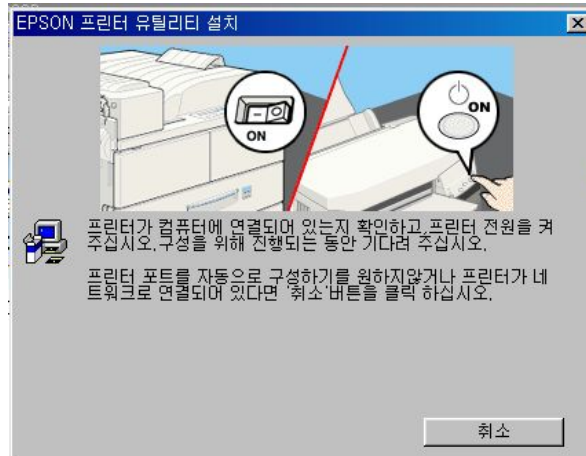 EPSON 프린터 유틸리티 설치
ON
ON
프린터가 컴퓨터에 연결되어 있는지 확인하고,프린터 전원을 켜
주십시오.구성을 위해 진행되는 동안 기다려 주십시오.
프린터 포트를 자동으로 구성하기를 원하지않거나 프린터가 네
트워크로 연결되어 있다면 '취소'버튼을 클릭 하십시오.
취소